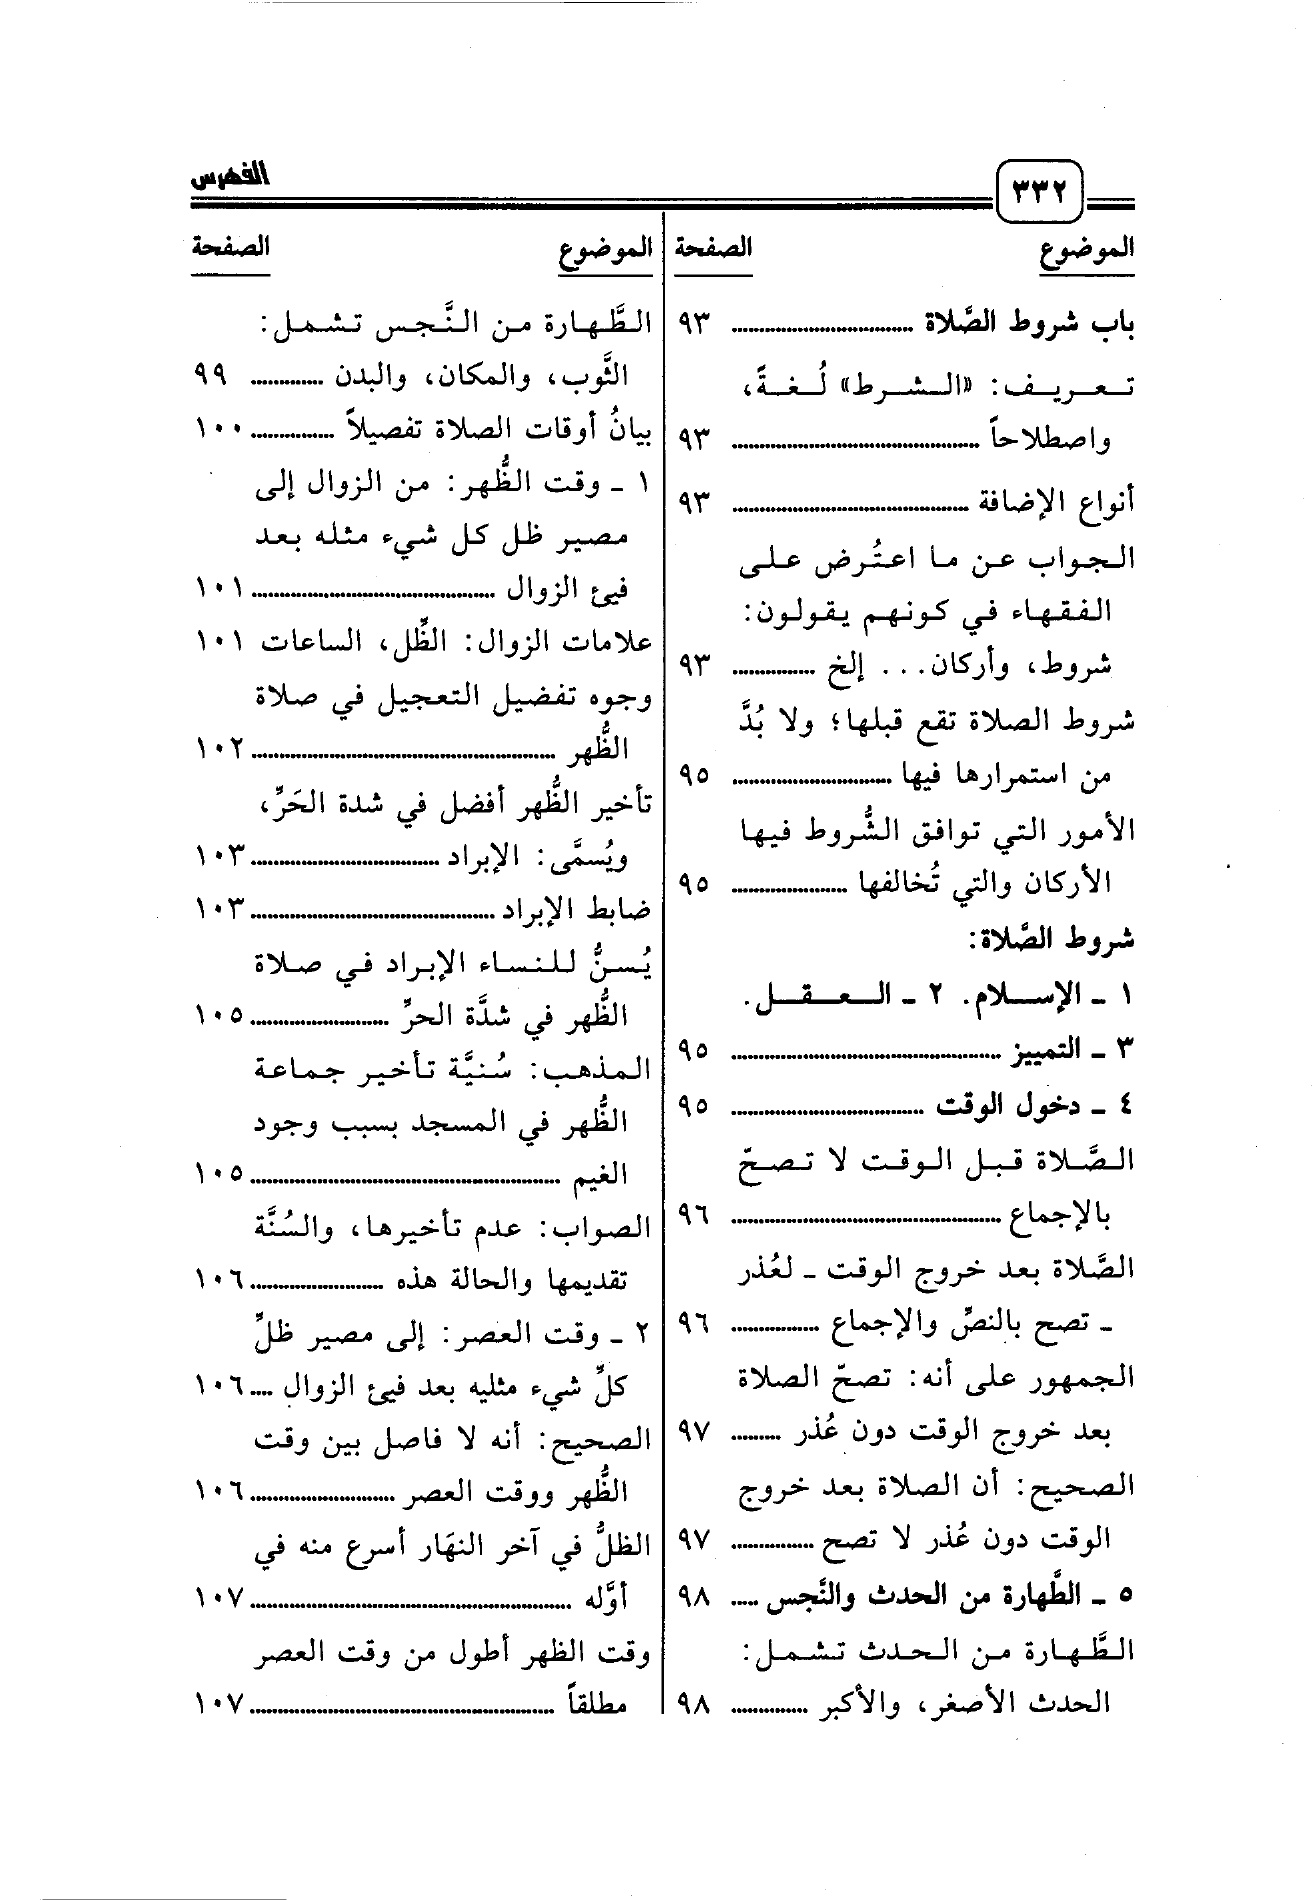 ٣٣٢
الفهرس
الموضوع الصفحة
باب شروط الصَّلاة ........ ٩٣
تعريف: «الشرط» لُغةً،
واصطلاحاً ........ ٩٣
أنواع الإضافة ........ ٩٣
الجواب عن ما اعتُرض على
الفقهاء في كونهم يقولون:
شروط، وأركان... إلخ ........ ٩٣
شروط الصلاة تقع قبلها؛ ولا بُدَّ
من استمرارها فيها ........ ٩٥
الأمور التي توافق الشُّروط فيها
الأركان والتي تُخالفها ........ ٩٥
شروط الصَّلاة:
١ ـ الإسلام. ٢ ـ العقل.
٣ ـ التمييز ........ ٩٥
٤ ـ دخول الوقت ........ ٩٥
الصَّلاة قبل الوقت لا تصحّ
بالإجماع ........ ٩٦
الصَّلاة بعد خروج الوقت ـ لعُذر
ـ تصح بالنصِّ والإجماع ........ ٩٦
الجمهور على أنه: تصحّ الصلاة
بعد خروج الوقت دون عُذر ........ ٩٧
الصحيح: أن الصلاة بعد خروج
الوقت دون عُذر لا تصح ........ ٩٧
٥ ـ الطَّهارة من الحدث والنَّجس ..... ٩٨
الطَّهارة من الحدث تشمل:
الحدث الأصغر، والأكبر ........ ٩٨
الموضوع الصفحة
الطَّهارة من النَّجس تشمل:
الثَّوب، والمكان، والبدن ........ ٩٩
بيانُ أوقات الصلاة تفصيلاً ........ ١٠٠
١ ـ وقت الظُّهر: من الزوال إلى
مصير ظل كل شيء مثله بعد
فيئ الزوال ........ ١٠١
علامات الزوال: الظِّل، الساعات ١٠١
وجوه تفضيل التعجيل في صلاة
الظُّهر ........ ١٠٢
تأخير الظُّهر أفضل في شدة الحَرِّ،
ويُسمَّى: الإبراد ........ ١٠٣
ضابط الإبراد ........ ١٠٣
يُسنُّ للنساء الإبراد في صلاة
الظُّهر في شدَّة الحرِّ ........ ١٠٥
المذهب: سُنيَّة تأخير جماعة
الظُّهر في المسجد بسبب وجود
الغيم ........ ١٠٥
الصواب: عدم تأخيرها، والسُنَّة
تقديمها والحالة هذه ........ ١٠٦
٢ ـ وقت العصر: إلى مصير ظلِّ
كلِّ شيء مثليه بعد فيئ الزوال .... ١٠٦
الصحيح: أنه لا فاصل بين وقت
الظُّهر ووقت العصر ........ ١٠٦
الظلُّ في آخر النهَار أسرع منه في
أوَّله ........ ١٠٧
وقت الظهر أطول من وقت العصر
مطلقاً ........ ١٠٧